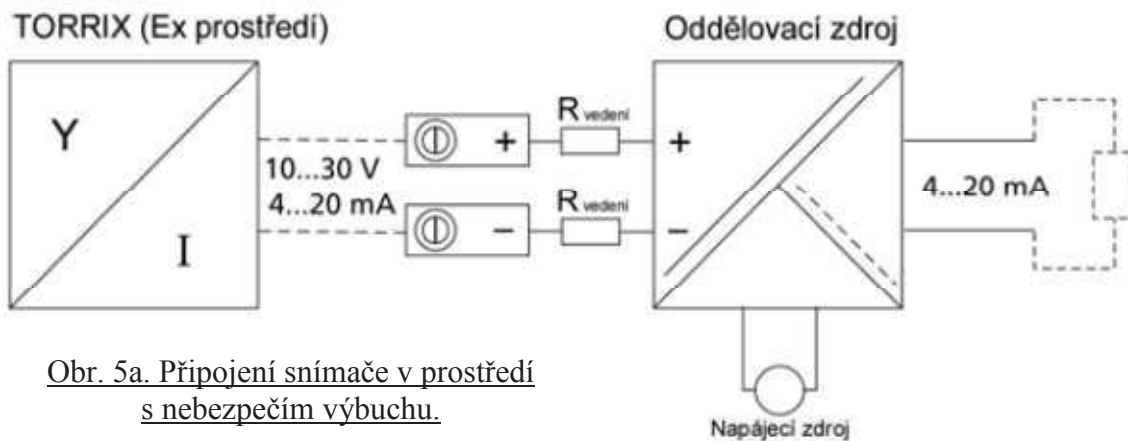 TORRIX (Ex prostředí)
Oddělovací zdroj
Y
I
10...30 V
4...20 mA
+
−
R vedení
R vedení
+
−
4...20 mA
Napájecí zdroj
Obr. 5a. Připojení snímače v prostředí
s nebezpečím výbuchu.